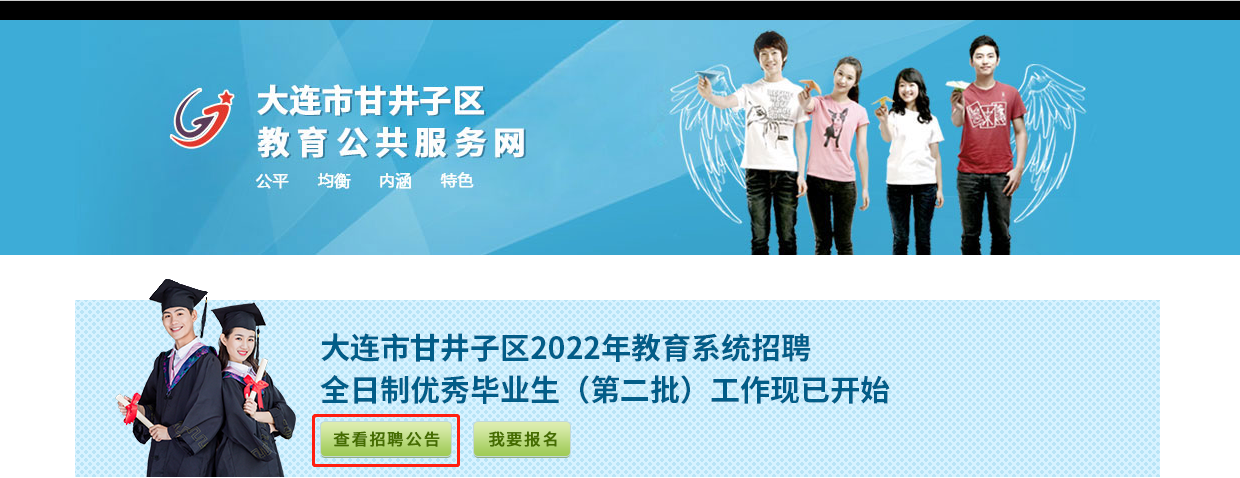 大连市甘井子区
教育公共服务网
公平 均衡 内涵 特色
大连市甘井子区2022年教育系统招聘
全日制优秀毕业生（第二批）工作现已开始
查看招聘公告 我要报名